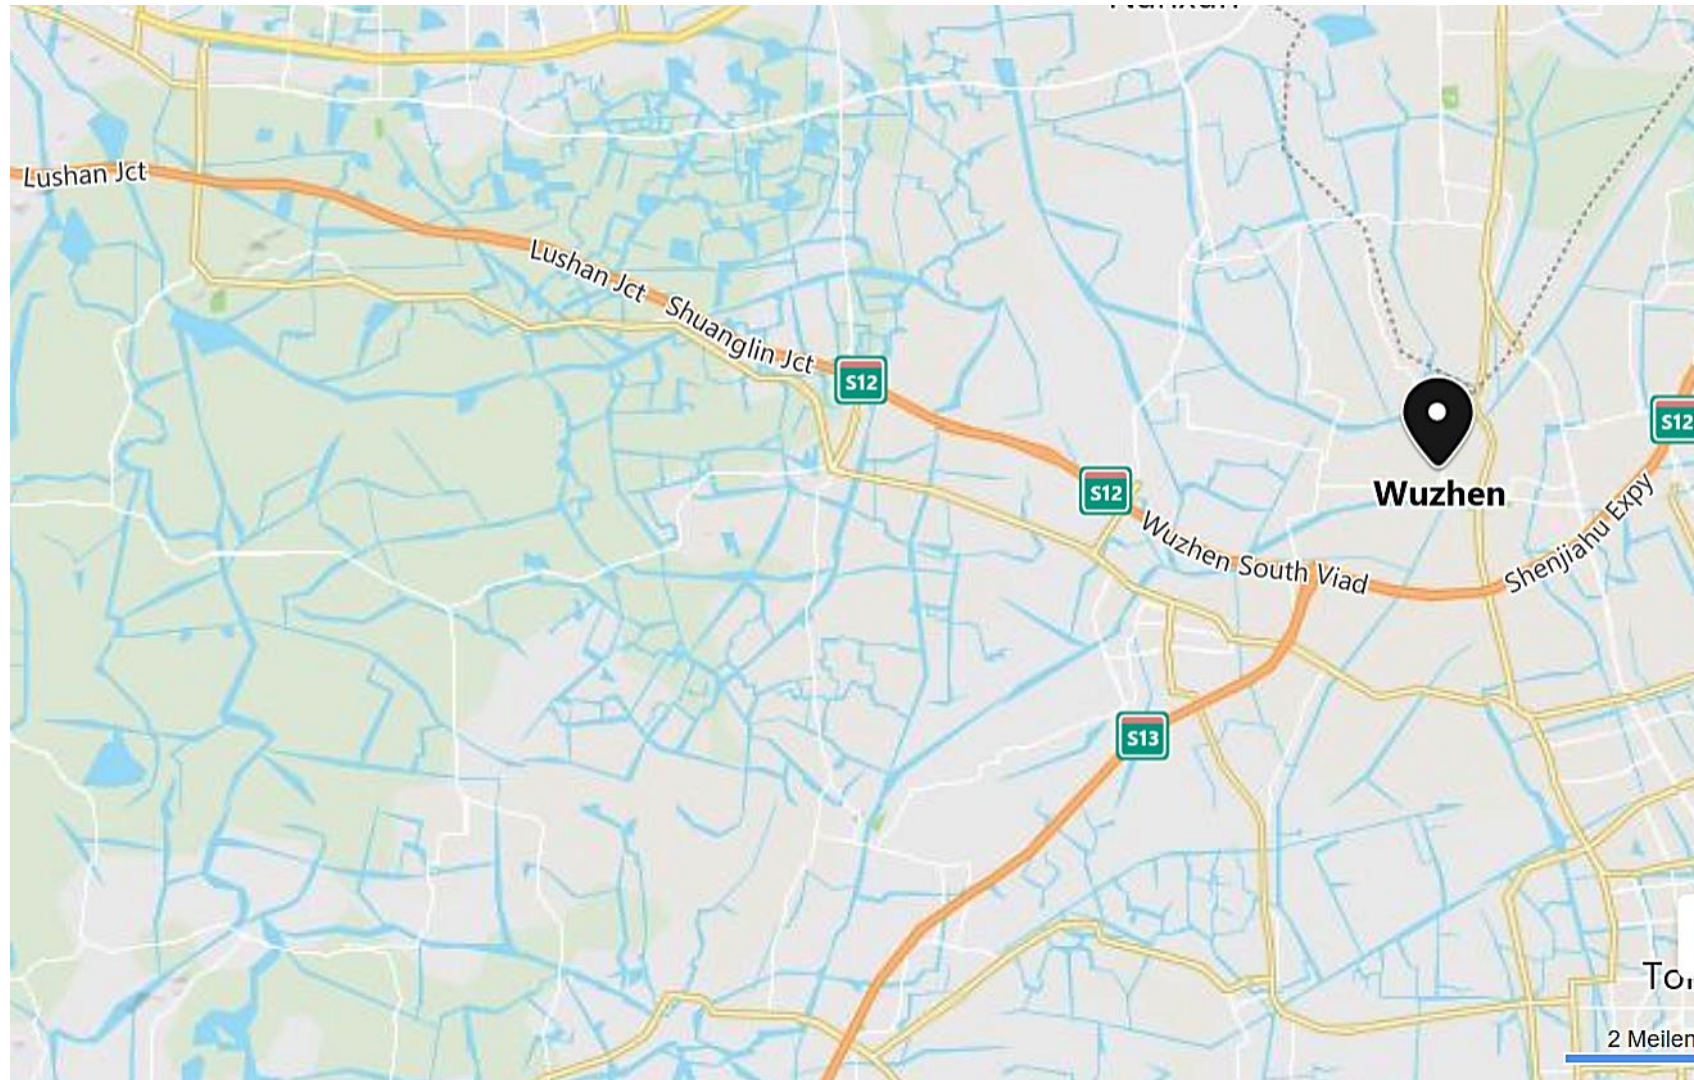 Lushan Jct
Lushan Jct
Shuanglin Jct
S12
S12
S12
Wuzhen
Wuzhen South Viad
Shenjiahu Expy
S13
2 Meilen